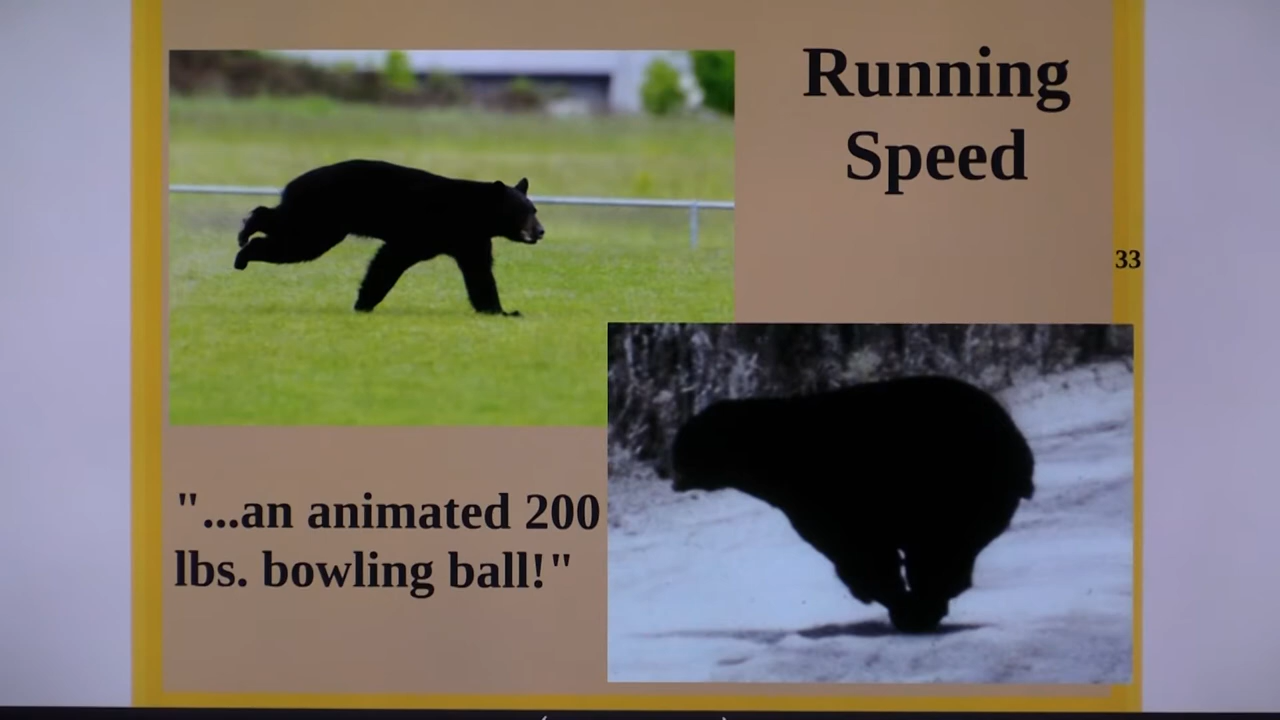 Running
Speed
33
"...an animated 200
lbs. bowling ball!"